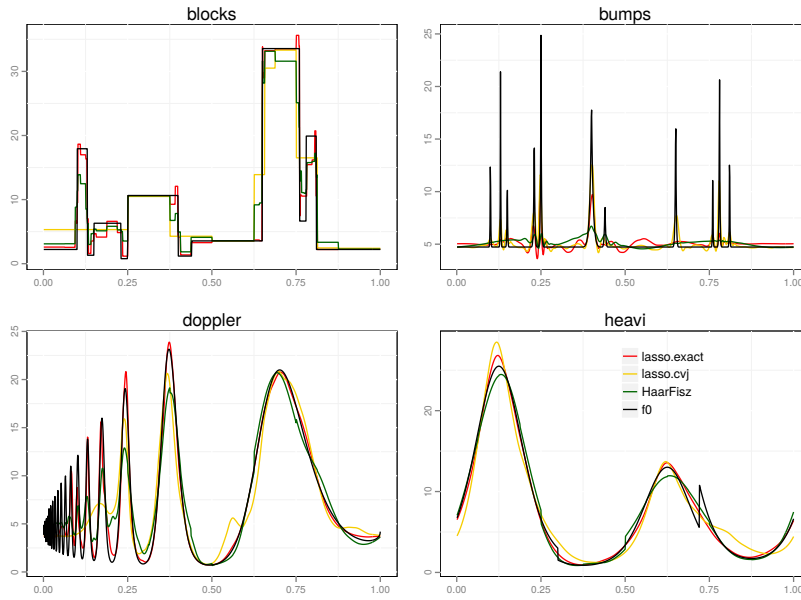 blocks
0 10 20 30
0.00 0.25 0.50 0.75 1.00
bumps
5 10 15 20 25
0.00 0.25 0.50 0.75 1.00
doppler
0 5 10 15 20 25
0.00 0.25 0.50 0.75 1.00
heavi
lasso.exact
lasso.cvj
HaarFisz
f0
0 10 20
0.00 0.25 0.50 0.75 1.00